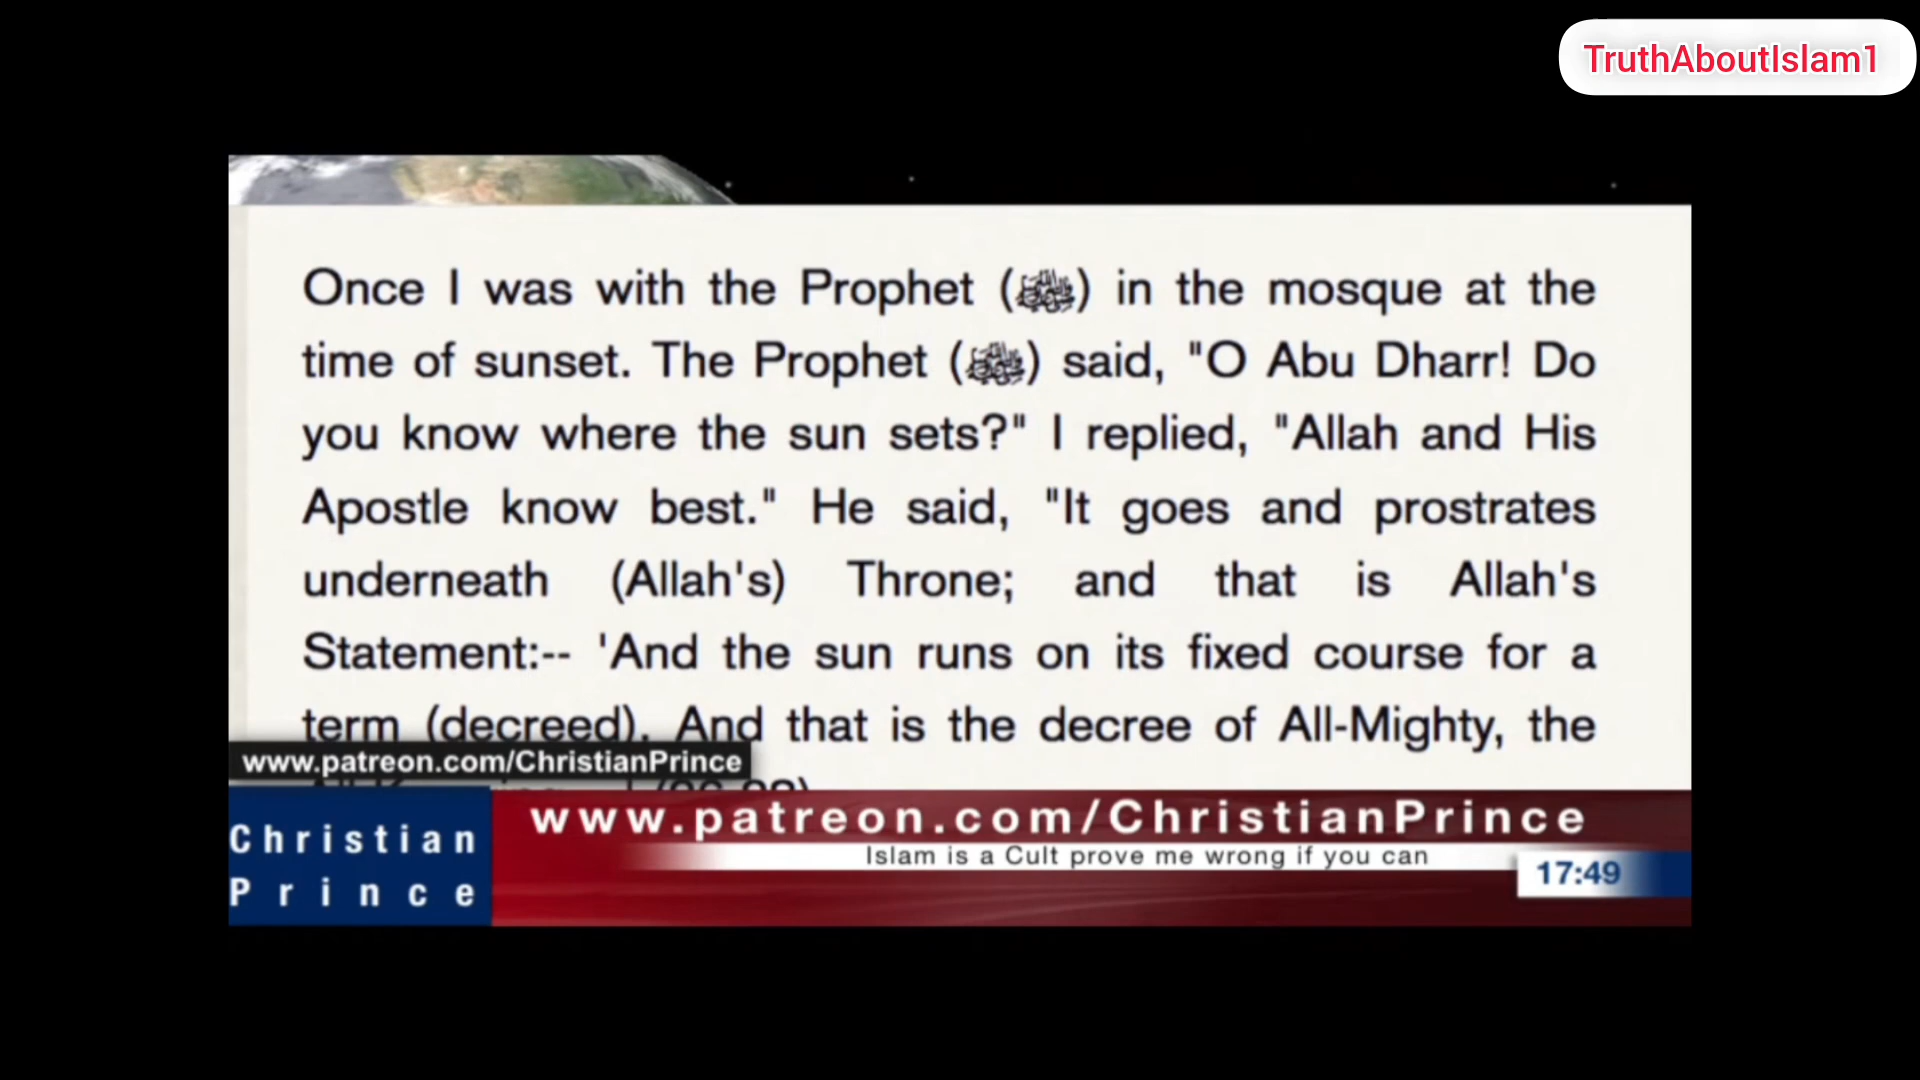 TruthAboutIslam1
Once I was with the Prophet (ﷺ) in the mosque at the
time of sunset. The Prophet (ﷺ) said, "O Abu Dharr! Do
you know where the sun sets?" I replied, "Allah and His
Apostle know best." He said, "It goes and prostrates
underneath (Allah's) Throne; and that is Allah's
Statement:-- 'And the sun runs on its fixed course for a
term (decreed). And that is the decree of All-Mighty, the
www.patreon.com/ChristianPrince
www.patreon.com/ChristianPrince
Christian
Prince
Islam is a Cult prove me wrong if you can
17:49